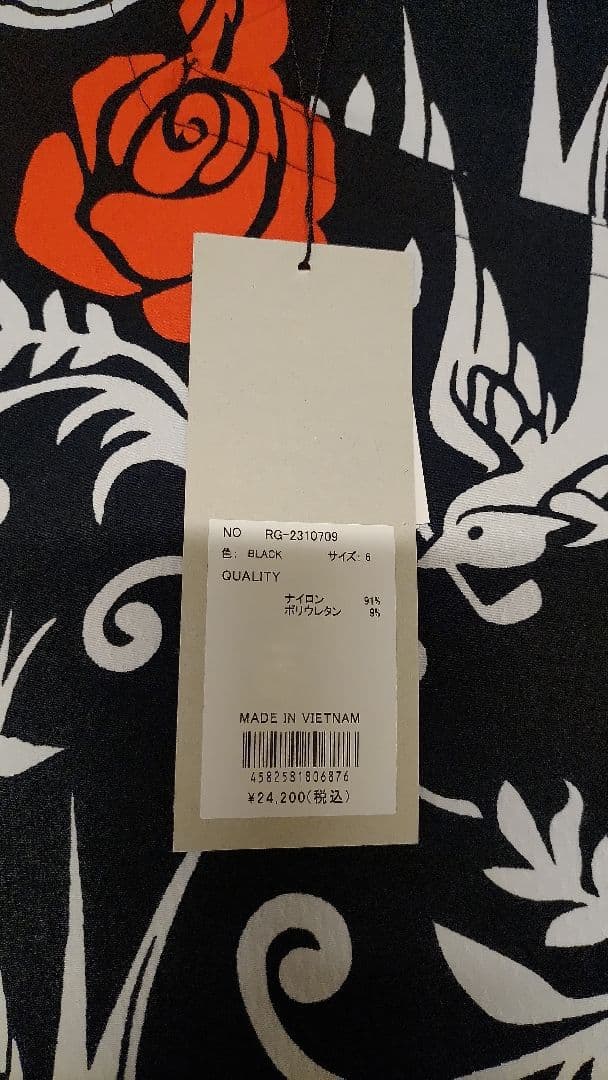 NO RG-2310709
色: BLACK サイズ: 6
QUALITY
ナイロン 91%
ポリウレタン 9%
MADE IN VIETNAM
4582581806876
¥24,200(税込)